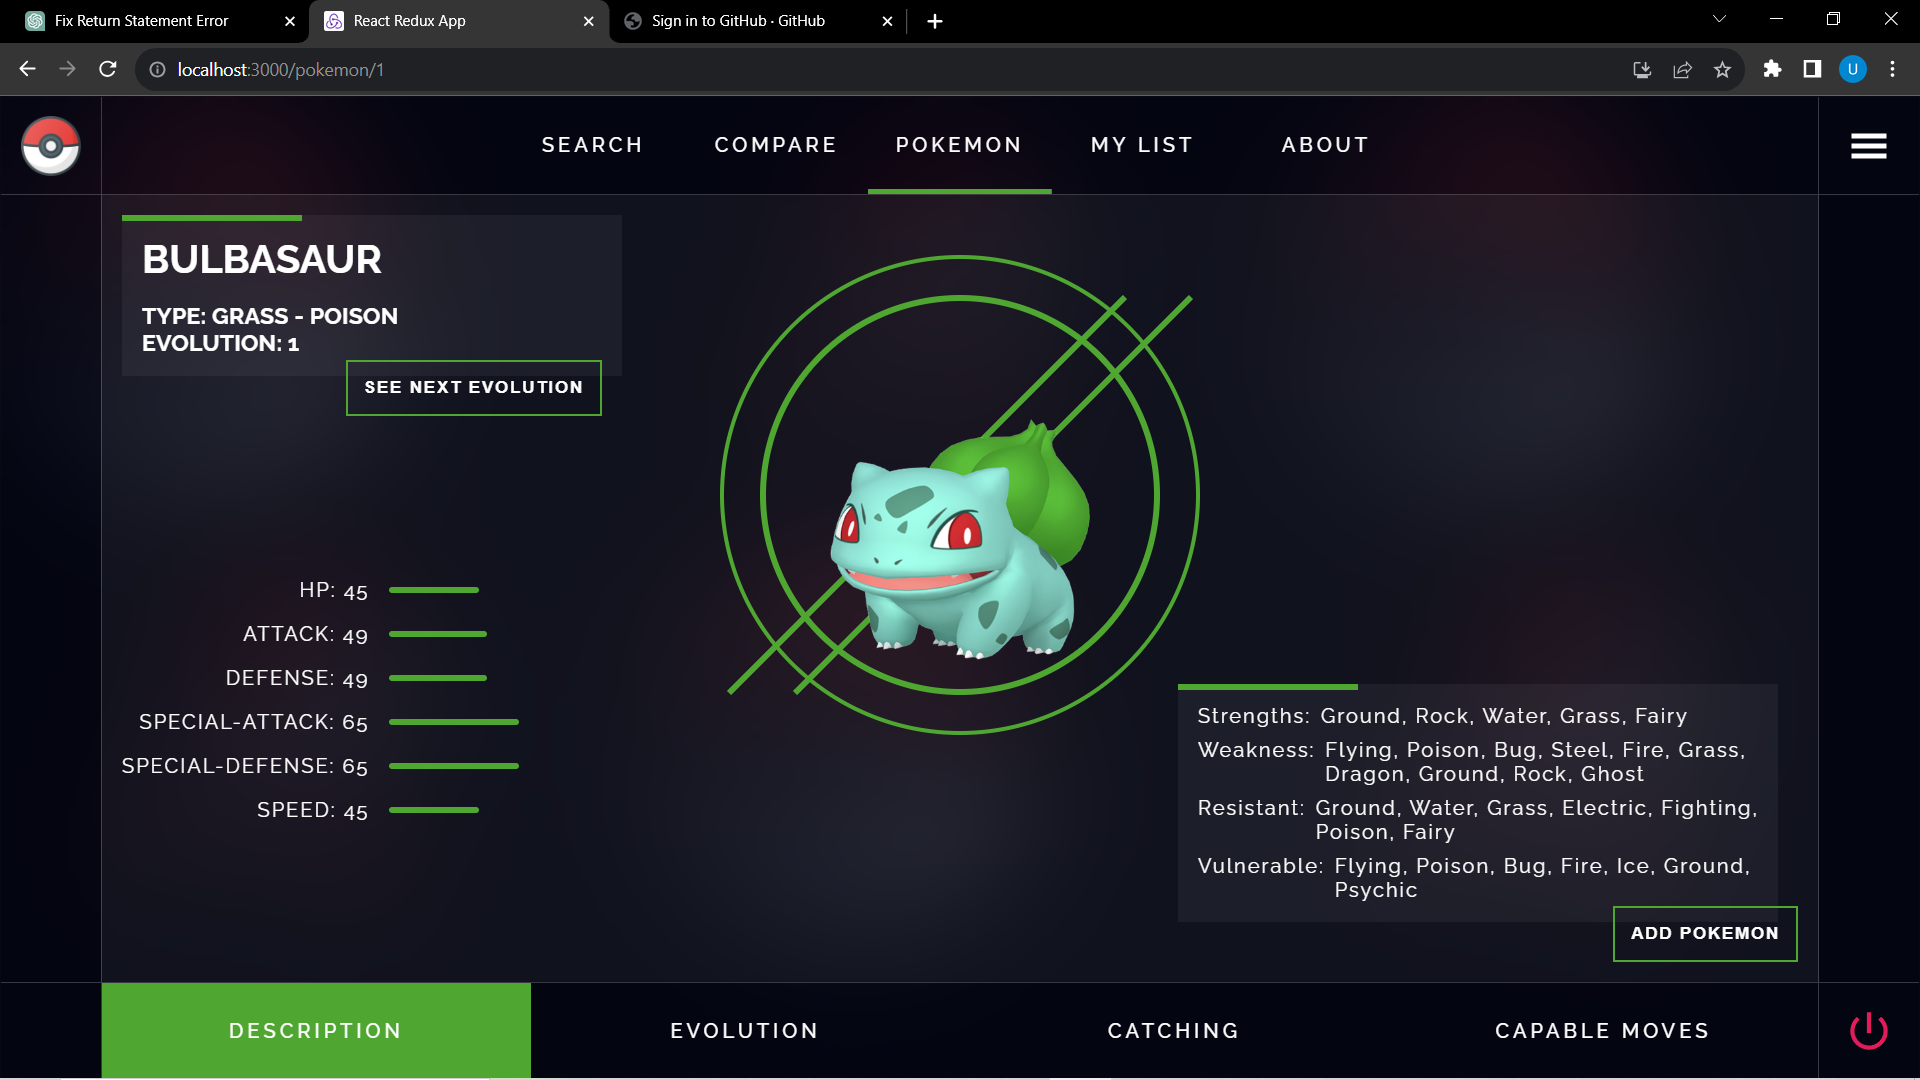 Fix Return Statement Error
React Redux App
Sign in to GitHub · GitHub
localhost:3000/pokemon/1
U
SEARCH
COMPARE
POKEMON
MY LIST
ABOUT
BULBASAUR
TYPE: GRASS - POISON
EVOLUTION: 1
SEE NEXT EVOLUTION
HP: 45
ATTACK: 49
DEFENSE: 49
SPECIAL-ATTACK: 65
SPECIAL-DEFENSE: 65
SPEED: 45
Strengths: Ground, Rock, Water, Grass, Fairy
Weakness: Flying, Poison, Bug, Steel, Fire, Grass,
Dragon, Ground, Rock, Ghost
Resistant: Ground, Water, Grass, Electric, Fighting,
Poison, Fairy
Vulnerable: Flying, Poison, Bug, Fire, Ice, Ground,
Psychic
ADD POKEMON
DESCRIPTION
EVOLUTION
CATCHING
CAPABLE MOVES